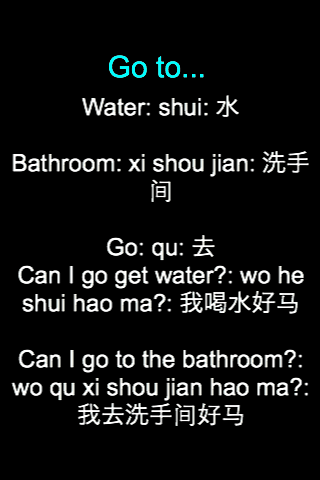 Go to...
Water: shui: 水
Bathroom: xi shou jian: 洗手
间
Go: qu: 去
Can I go get water?: wo he
shui hao ma?: 我喝水好马
Can I go to the bathroom?:
wo qu xi shou jian hao ma?:
我去洗手间好马